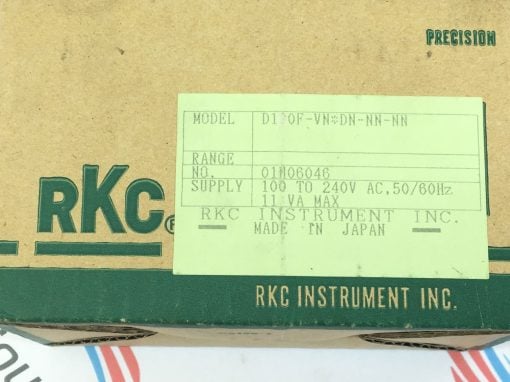 PRECISION
MODEL
RANGE
NO. 01M06046
SUPPLY 100 TO 240V AC,50/60Hz
11 VA MAX
RKC INSTRUMENT INC.
MADE IN JAPAN
RKC
RKC INSTRUMENT INC.